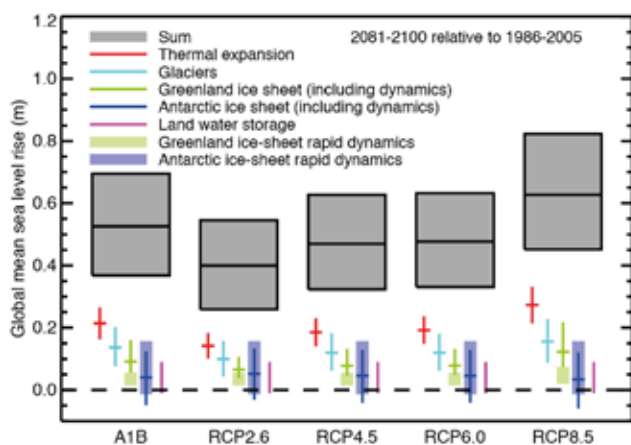 1.2
Sum
2081-2100 relative to 1986-2005
Thermal expansion
1.0
Glaciers
Greenland ice sheet (including dynamics)
Antarctic ice sheet (including dynamics)
0.8
Land water storage
Greenland ice-sheet rapid dynamics
Antarctic ice-sheet rapid dynamics
0.6
0.4
0.2
0.0
Global mean sea level rise (m)
A1B RCP2.6 RCP4.5 RCP6.0 RCP8.5